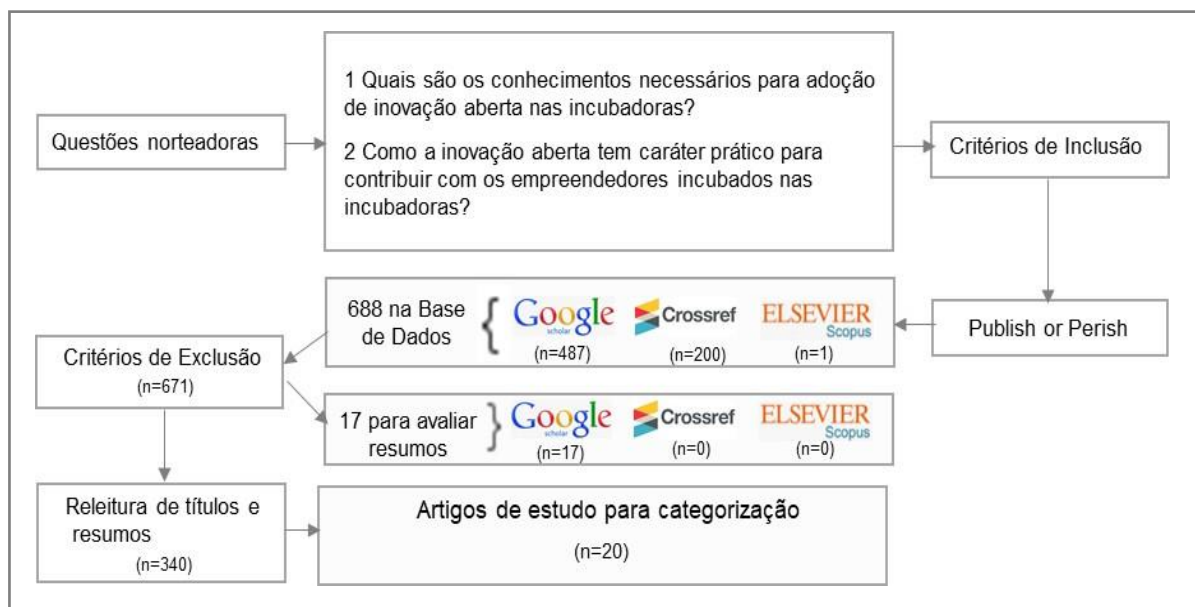 1 Quais são os conhecimentos necessários para adoção
de inovação aberta nas incubadoras?
2 Como a inovação aberta tem caráter prático para
contribuir com os empreendedores incubados nas
incubadoras?
Questões norteadoras
Critérios de Inclusão
688 na Base
de Dados
{
Google
scholar
(n=487)
Crossref
(n=200)
ELSEVIER
Scopus
(n=1)
Publish or Perish
Critérios de Exclusão
(n=671)
17 para avaliar
resumos
}
Google
scholar
(n=17)
Crossref
(n=0)
ELSEVIER
Scopus
(n=0)
Releitura de títulos e
resumos
(n=340)
Artigos de estudo para categorização
(n=20)